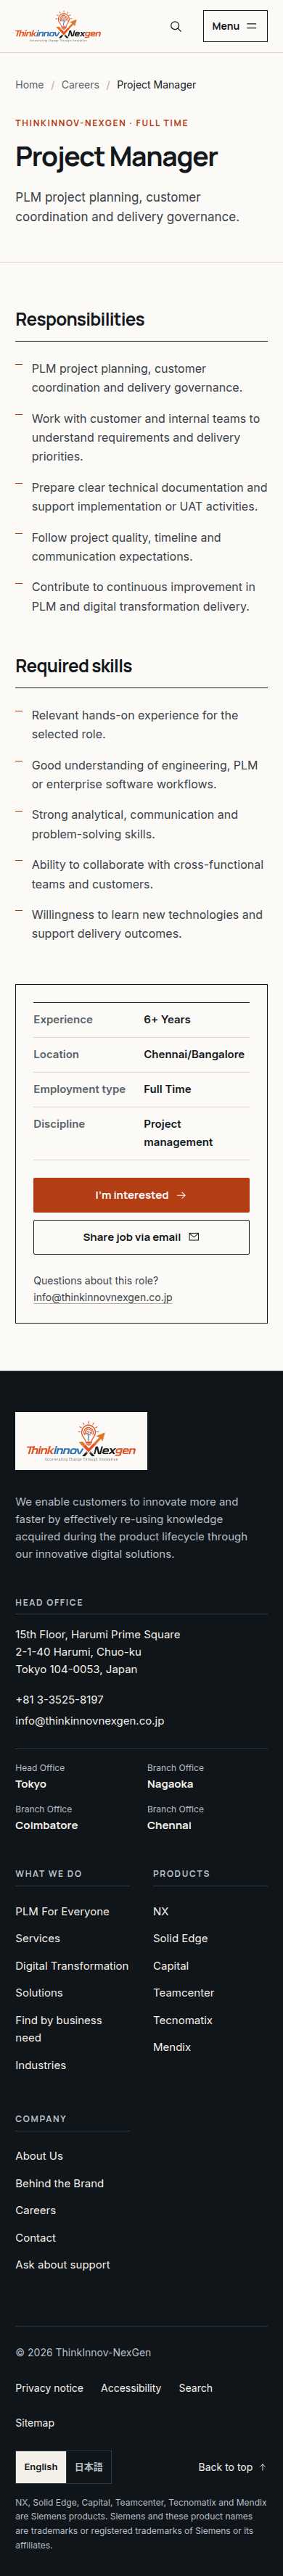 ThinkinnovXNexgen
Menu
Home / Careers / Project Manager
THINKINNOV-NEXGEN · FULL TIME
Project Manager
PLM project planning, customer
coordination and delivery governance.
Responsibilities
PLM project planning, customer
coordination and delivery governance.
Work with customer and internal teams to
understand requirements and delivery
priorities.
Prepare clear technical documentation and
support implementation or UAT activities.
Follow project quality, timeline and
communication expectations.
Contribute to continuous improvement in
PLM and digital transformation delivery.
Required skills
Relevant hands-on experience for the
selected role.
Good understanding of engineering, PLM
or enterprise software workflows.
Strong analytical, communication and
problem-solving skills.
Ability to collaborate with cross-functional
teams and customers.
Willingness to learn new technologies and
support delivery outcomes.
Experience 6+ Years
Location Chennai/Bangalore
Employment type Full Time
Discipline Project
management
I'm interested →
Share job via email
Questions about this role?
info@thinkinnovnexgen.co.jp
ThinkinnovXNexgen
We enable customers to innovate more and
faster by effectively re-using knowledge
acquired during the product lifecycle through
our innovative digital solutions.
HEAD OFFICE
15th Floor, Harumi Prime Square
2-1-40 Harumi, Chuo-ku
Tokyo 104-0053, Japan
+81 3-3525-8197
info@thinkinnovnexgen.co.jp
Head Office
Tokyo
Branch Office
Nagaoka
Branch Office
Coimbatore
Branch Office
Chennai
WHAT WE DO
PLM For Everyone
Services
Digital Transformation
Solutions
Find by business
need
Industries
PRODUCTS
NX
Solid Edge
Capital
Teamcenter
Tecnomatix
Mendix
COMPANY
About Us
Behind the Brand
Careers
Contact
Ask about support
© 2026 ThinkInnov-NexGen
Privacy notice Accessibility Search
Sitemap
English 日本語
Back to top ↑
NX, Solid Edge, Capital, Teamcenter, Tecnomatix and Mendix
are Siemens products. Siemens and these product names
are trademarks or registered trademarks of Siemens or its
affiliates.